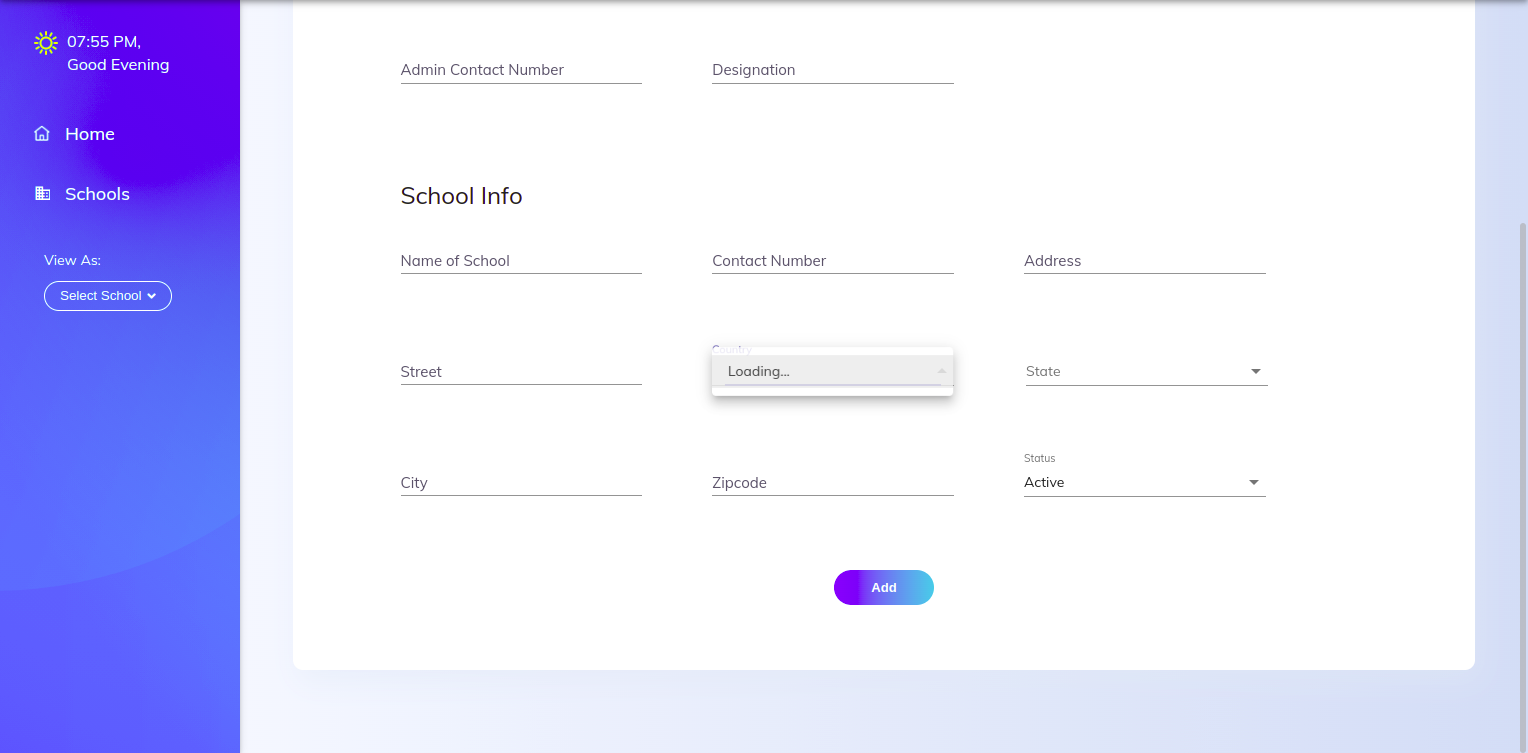 07:55 PM,
Good Evening
Home
Schools
View As:
Select School
Admin Contact Number
Designation
School Info
Name of School
Contact Number
Address
Street
Country
Loading...
State
City
Zipcode
Status
Active
Add